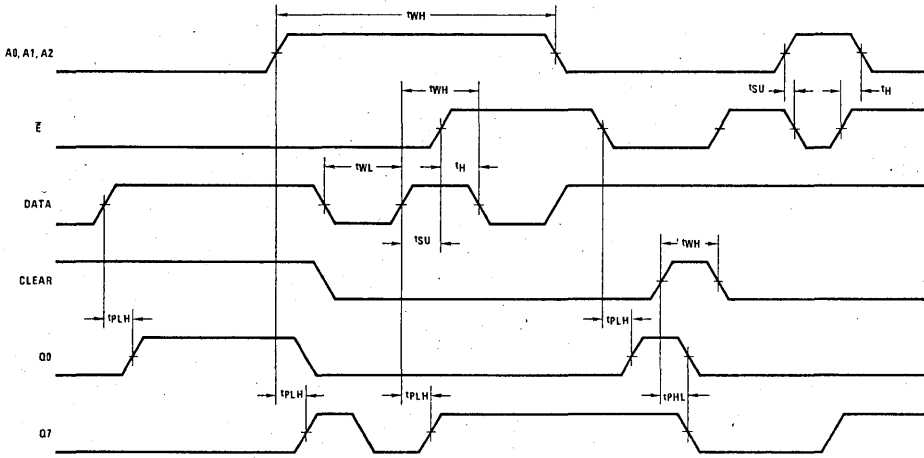 tWH
A0, A1, A2
tWH
tSU
tH
E̅
tWL
tH
DATA
tSU
tWH
CLEAR
tPLH
tPLH
Q0
tPLH
tPLH
tPHL
Q7